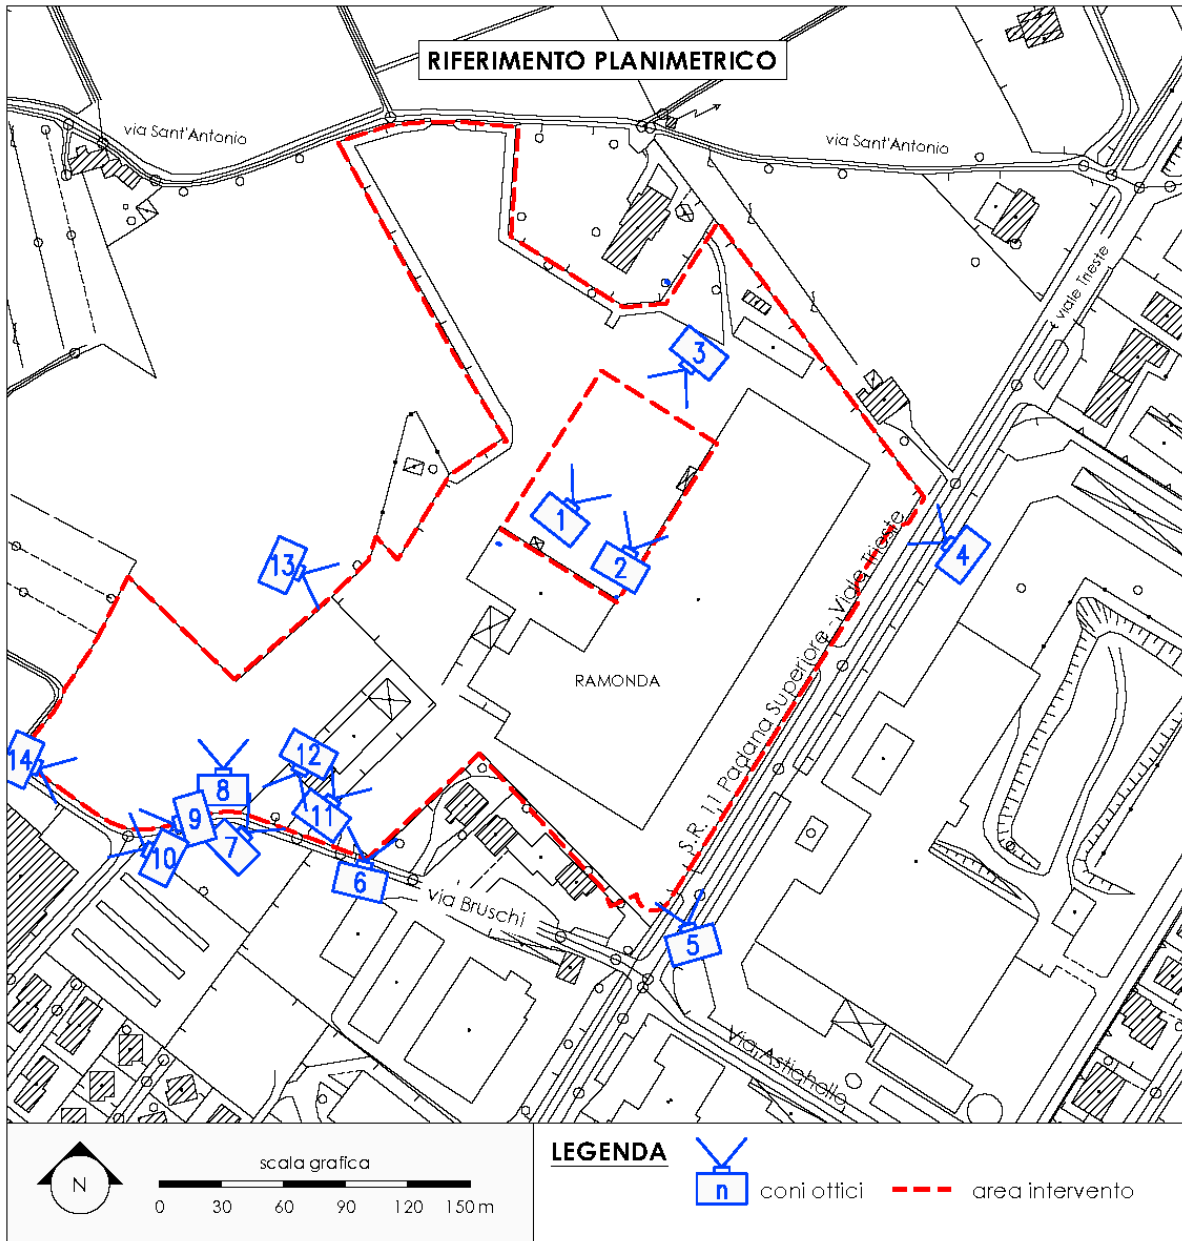 RIFERIMENTO PLANIMETRICO
via Sant'Antonio
via Sant'Antonio
viale Trieste
3
1
2
4
13
S.R. 11 Padana Superiore - Viale Trieste
RAMONDA
14
12
8
11
9
7
10
6
via Bruschi
5
Via Astichello
scala grafica
N
0 30 60 90 120 150 m
LEGENDA
n coni ottici
area intervento